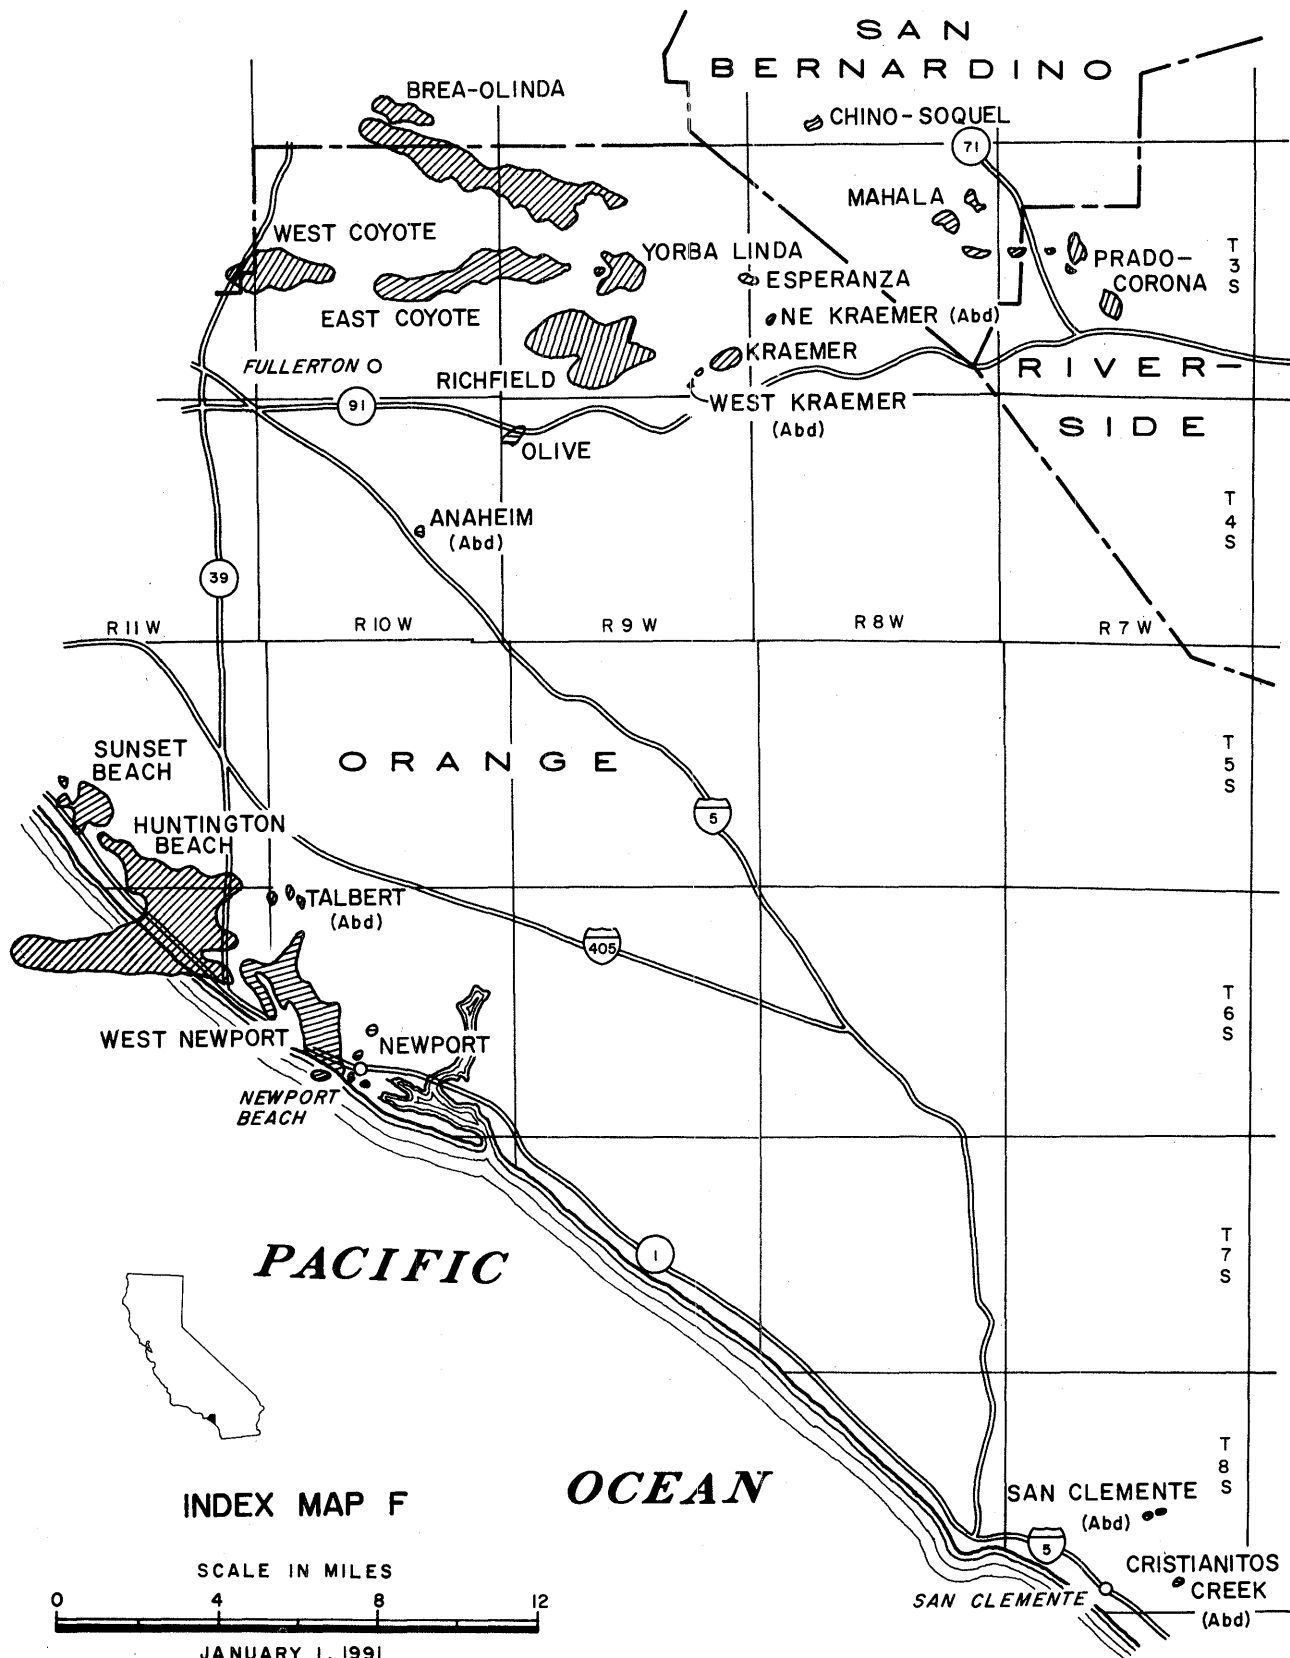 SAN
BERNARDINO
BREA-OLINDA
CHINO-SOQUEL
71
MAHALA
WEST COYOTE
YORBA LINDA
T
3
S
PRADO-
CORONA
ESPERANZA
EAST COYOTE
NE KRAEMER (Abd)
KRAEMER
FULLERTON
RICHFIELD
RIVER-
SIDE
91
WEST KRAEMER
(Abd)
OLIVE
ANAHEIM
(Abd)
T
4
S
39
R 11 W
R 10 W
R 9 W
R 8 W
R 7 W
SUNSET
BEACH
ORANGE
T
5
S
5
HUNTINGTON
BEACH
TALBERT
(Abd)
405
T
6
S
WEST NEWPORT
NEWPORT
NEWPORT
BEACH
T
7
S
1
PACIFIC
OCEAN
T
8
S
INDEX MAP F
SAN CLEMENTE
(Abd)
5
CRISTIANITOS
CREEK
(Abd)
SAN CLEMENTE
SCALE IN MILES
0 4 8 12
JANUARY 1, 1991